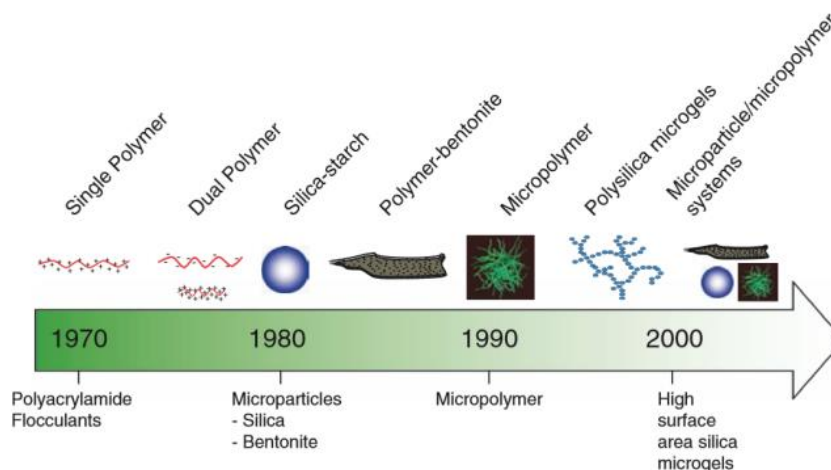 Single Polymer
Dual Polymer
Silica-starch
Polymer-bentonite
Micropolymer
Polysilica microgels
Microparticle/micropolymer
systems
1970
1980
1990
2000
Polyacrylamide
Flocculants
Microparticles
- Silica
- Bentonite
Micropolymer
High
surface
area silica
microgels